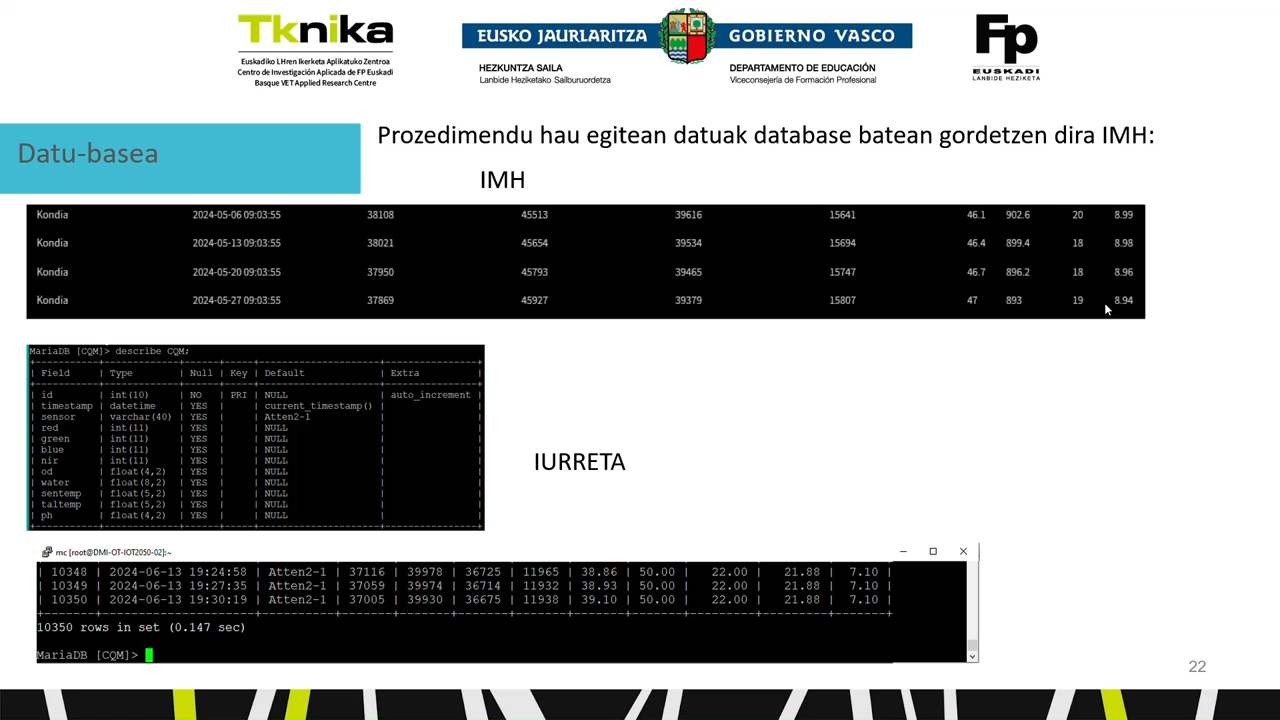 Tknika
Euskadiko LHren Ikerketa Aplikatuko Zentroa
Centro de Investigación Aplicada de FP Euskadi
Basque VET Applied Research Centre
EUSKO JAURLARITZA GOBIERNO VASCO
HEZKUNTZA SAILA
Lanbide Heziketako Sailburuordetza
DEPARTAMENTO DE EDUCACIÓN
Viceconsejería de Formación Profesional
Fp
EUSKADI
LANBIDE HEZIKETA
Datu-basea
Prozedimendu hau egitean datuak database batean gordetzen dira IMH:
IMH
Kondia 2024-05-06 09:03:55 38108 45513 39616 15641 46.1 902.6 20 8.99
Kondia 2024-05-13 09:03:55 38021 45654 39534 15694 46.4 899.4 18 8.98
Kondia 2024-05-20 09:03:55 37950 45793 39465 15747 46.7 896.2 18 8.96
Kondia 2024-05-27 09:03:55 37869 45927 39379 15807 47 893 19 8.94
MariaDB [CQM]> describe CQM;
| Field | Type | Null | Key | Default | Extra |
| id | int(10) | NO | PRI | NULL | auto_increment |
| timestamp | datetime | YES | | current_timestamp() | |
| sensor | varchar(40) | YES | | Atten2-1 | |
| red | int(11) | YES | | NULL | |
| green | int(11) | YES | | NULL | |
| blue | int(11) | YES | | NULL | |
| nir | int(11) | YES | | NULL | |
| od | float(4,2) | YES | | NULL | |
| water | float(8,2) | YES | | NULL | |
| sentemp | float(5,2) | YES | | NULL | |
| taltemp | float(5,2) | YES | | NULL | |
| ph | float(4,2) | YES | | NULL | |
IURRETA
mc [root@DMI-OT-IOT2050-02]:~
| 10348 | 2024-06-13 19:24:58 | Atten2-1 | 37116 | 39978 | 36725 | 11965 | 38.86 | 50.00 | 22.00 | 21.88 | 7.10 |
| 10349 | 2024-06-13 19:27:35 | Atten2-1 | 37059 | 39974 | 36714 | 11932 | 38.93 | 50.00 | 22.00 | 21.88 | 7.10 |
| 10350 | 2024-06-13 19:30:19 | Atten2-1 | 37005 | 39930 | 36675 | 11938 | 39.10 | 50.00 | 22.00 | 21.88 | 7.10 |
10350 rows in set (0.147 sec)
MariaDB [CQM]>
22